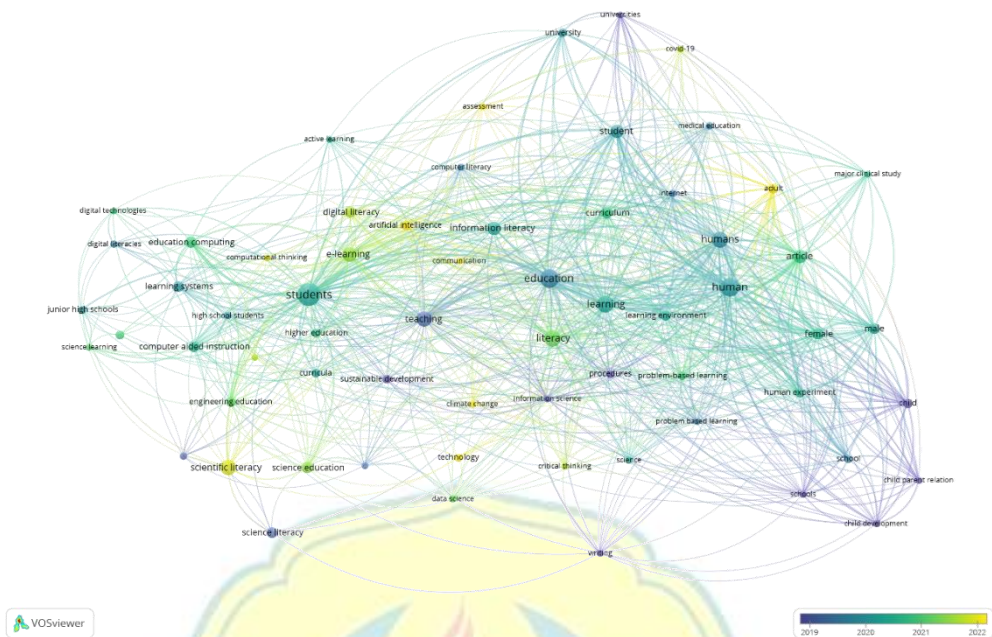 universities
university
covid-19
assessment
student
medical education
active learning
computer literacy
major clinical study
internet
adult
digital technologies
digital literacy
curriculum
artificial intelligence
information literacy
digital literacies
education computing
humans
e-learning
article
computational thinking
communication
education
learning systems
human
students
junior high schools
high school students
learning
learning environment
teaching
science learning
computer aided instruction
higher education
literacy
female
male
curricula
sustainable development
procedures
problem-based learning
engineering education
climate change
information science
human experiment
child
problem based learning
scientific literacy
science education
technology
critical thinking
science
school
child parent relation
data science
schools
science literacy
child development
writing
VOSviewer
2019 2020 2021 2022